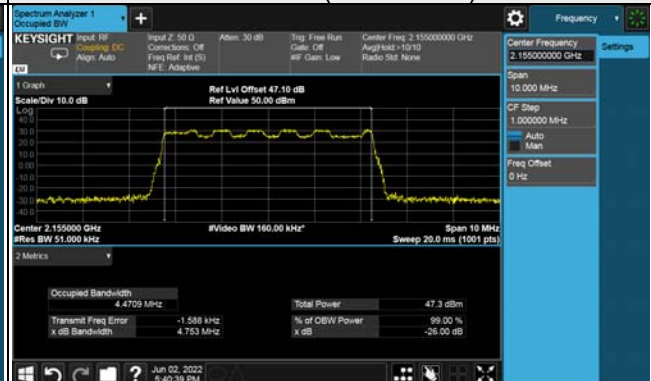 Spectrum Analyzer 1
Occupied BW
Frequency
KEYSIGHT Input: RF
Coupling: DC
Align: Auto
Input Z: 50 Ω
Corrections: Off
Freq Ref: Int (S)
NFE: Adaptive
Atten: 30 dB
Trig: Free Run
Gate: Off
#IF Gain: Low
Center Freq: 2.155000000 GHz
Avg|Hold:>10/10
Radio Std: None
Center Frequency
2.155000000 GHz
Settings
Span
10.000 MHz
CF Step
1.000000 MHz
Auto
Man
Freq Offset
0 Hz
1 Graph
Scale/Div 10.0 dB
Ref Lvl Offset 47.10 dB
Ref Value 50.00 dBm
Log
40.0
30.0
20.0
10.0
0.00
-10.0
-20.0
-30.0
-40.0
Center 2.155000 GHz
#Res BW 51.000 kHz
#Video BW 160.00 kHz*
Span 10 MHz
Sweep 20.0 ms (1001 pts)
2 Metrics
Occupied Bandwidth
4.4709 MHz
Total Power 47.3 dBm
Transmit Freq Error -1.588 kHz
% of OBW Power 99.00 %
x dB Bandwidth 4.753 MHz
x dB -26.00 dB
Jun 02, 2022
5:40:39 PM